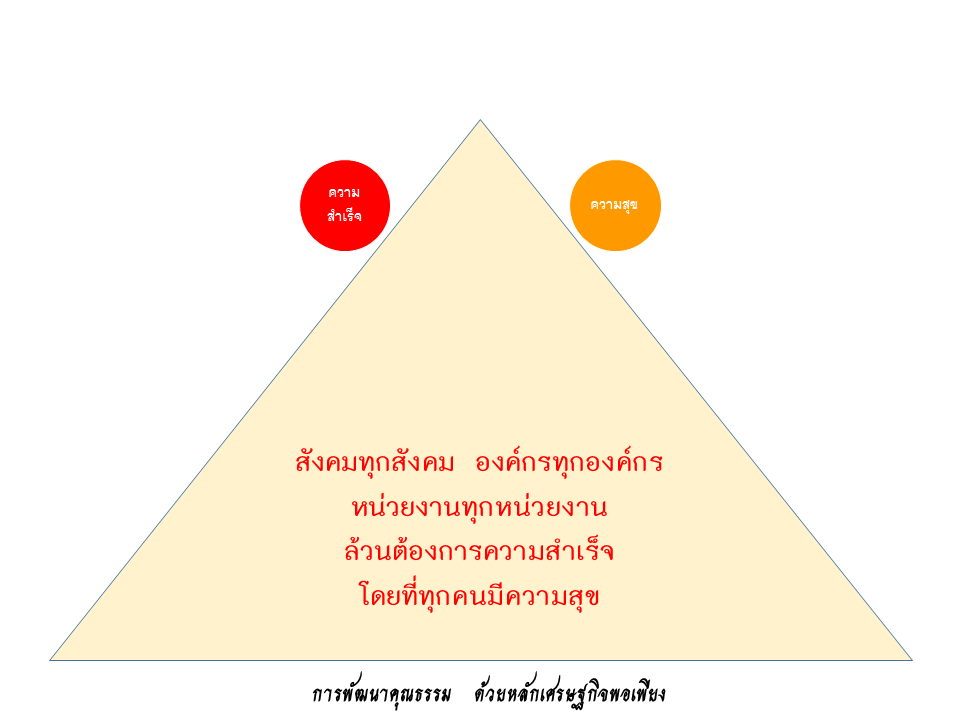 ความ
สำเร็จ
ความสุข
สังคมทุกสังคม องค์กรทุกองค์กร
หน่วยงานทุกหน่วยงาน
ล้วนต้องการความสำเร็จ
โดยที่ทุกคนมีความสุข
การพัฒนาคุณธรรม ด้วยหลักเศรษฐกิจพอเพียง